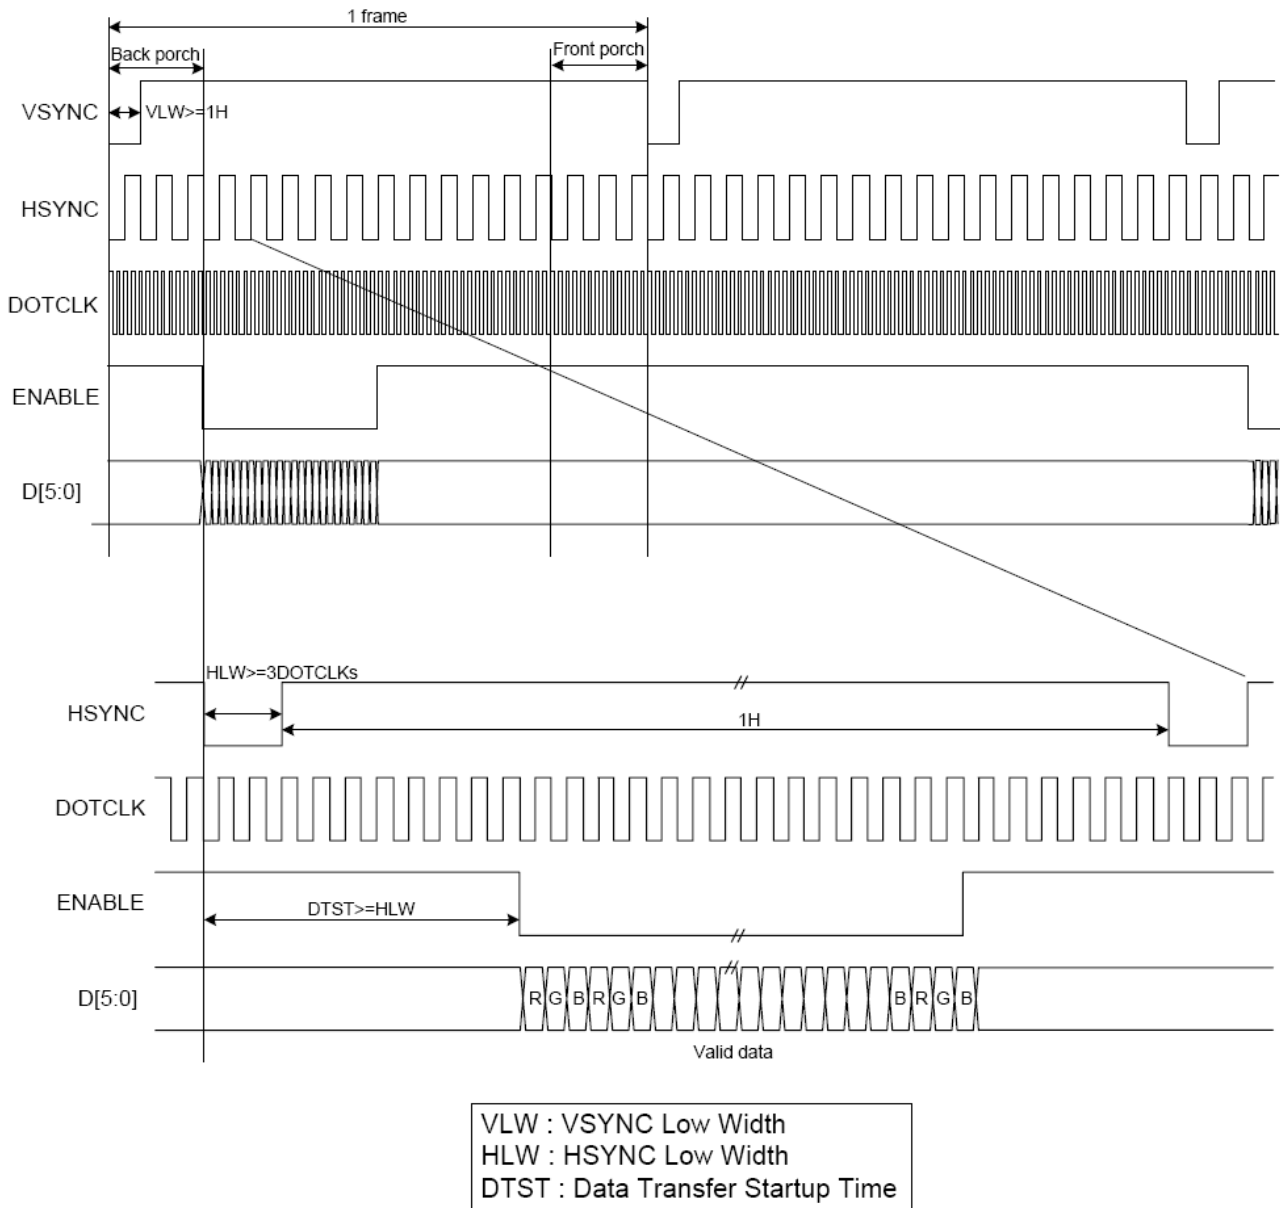 1 frame
Back porch
Front porch
VSYNC
VLW>=1H
HSYNC
DOTCLK
ENABLE
D[5:0]
HLW>=3DOTCLKs
HSYNC
//
1H
DOTCLK
ENABLE
DTST>=HLW
//
D[5:0]
//
R G B R G B B R G B
Valid data
VLW : VSYNC Low Width
HLW : HSYNC Low Width
DTST : Data Transfer Startup Time